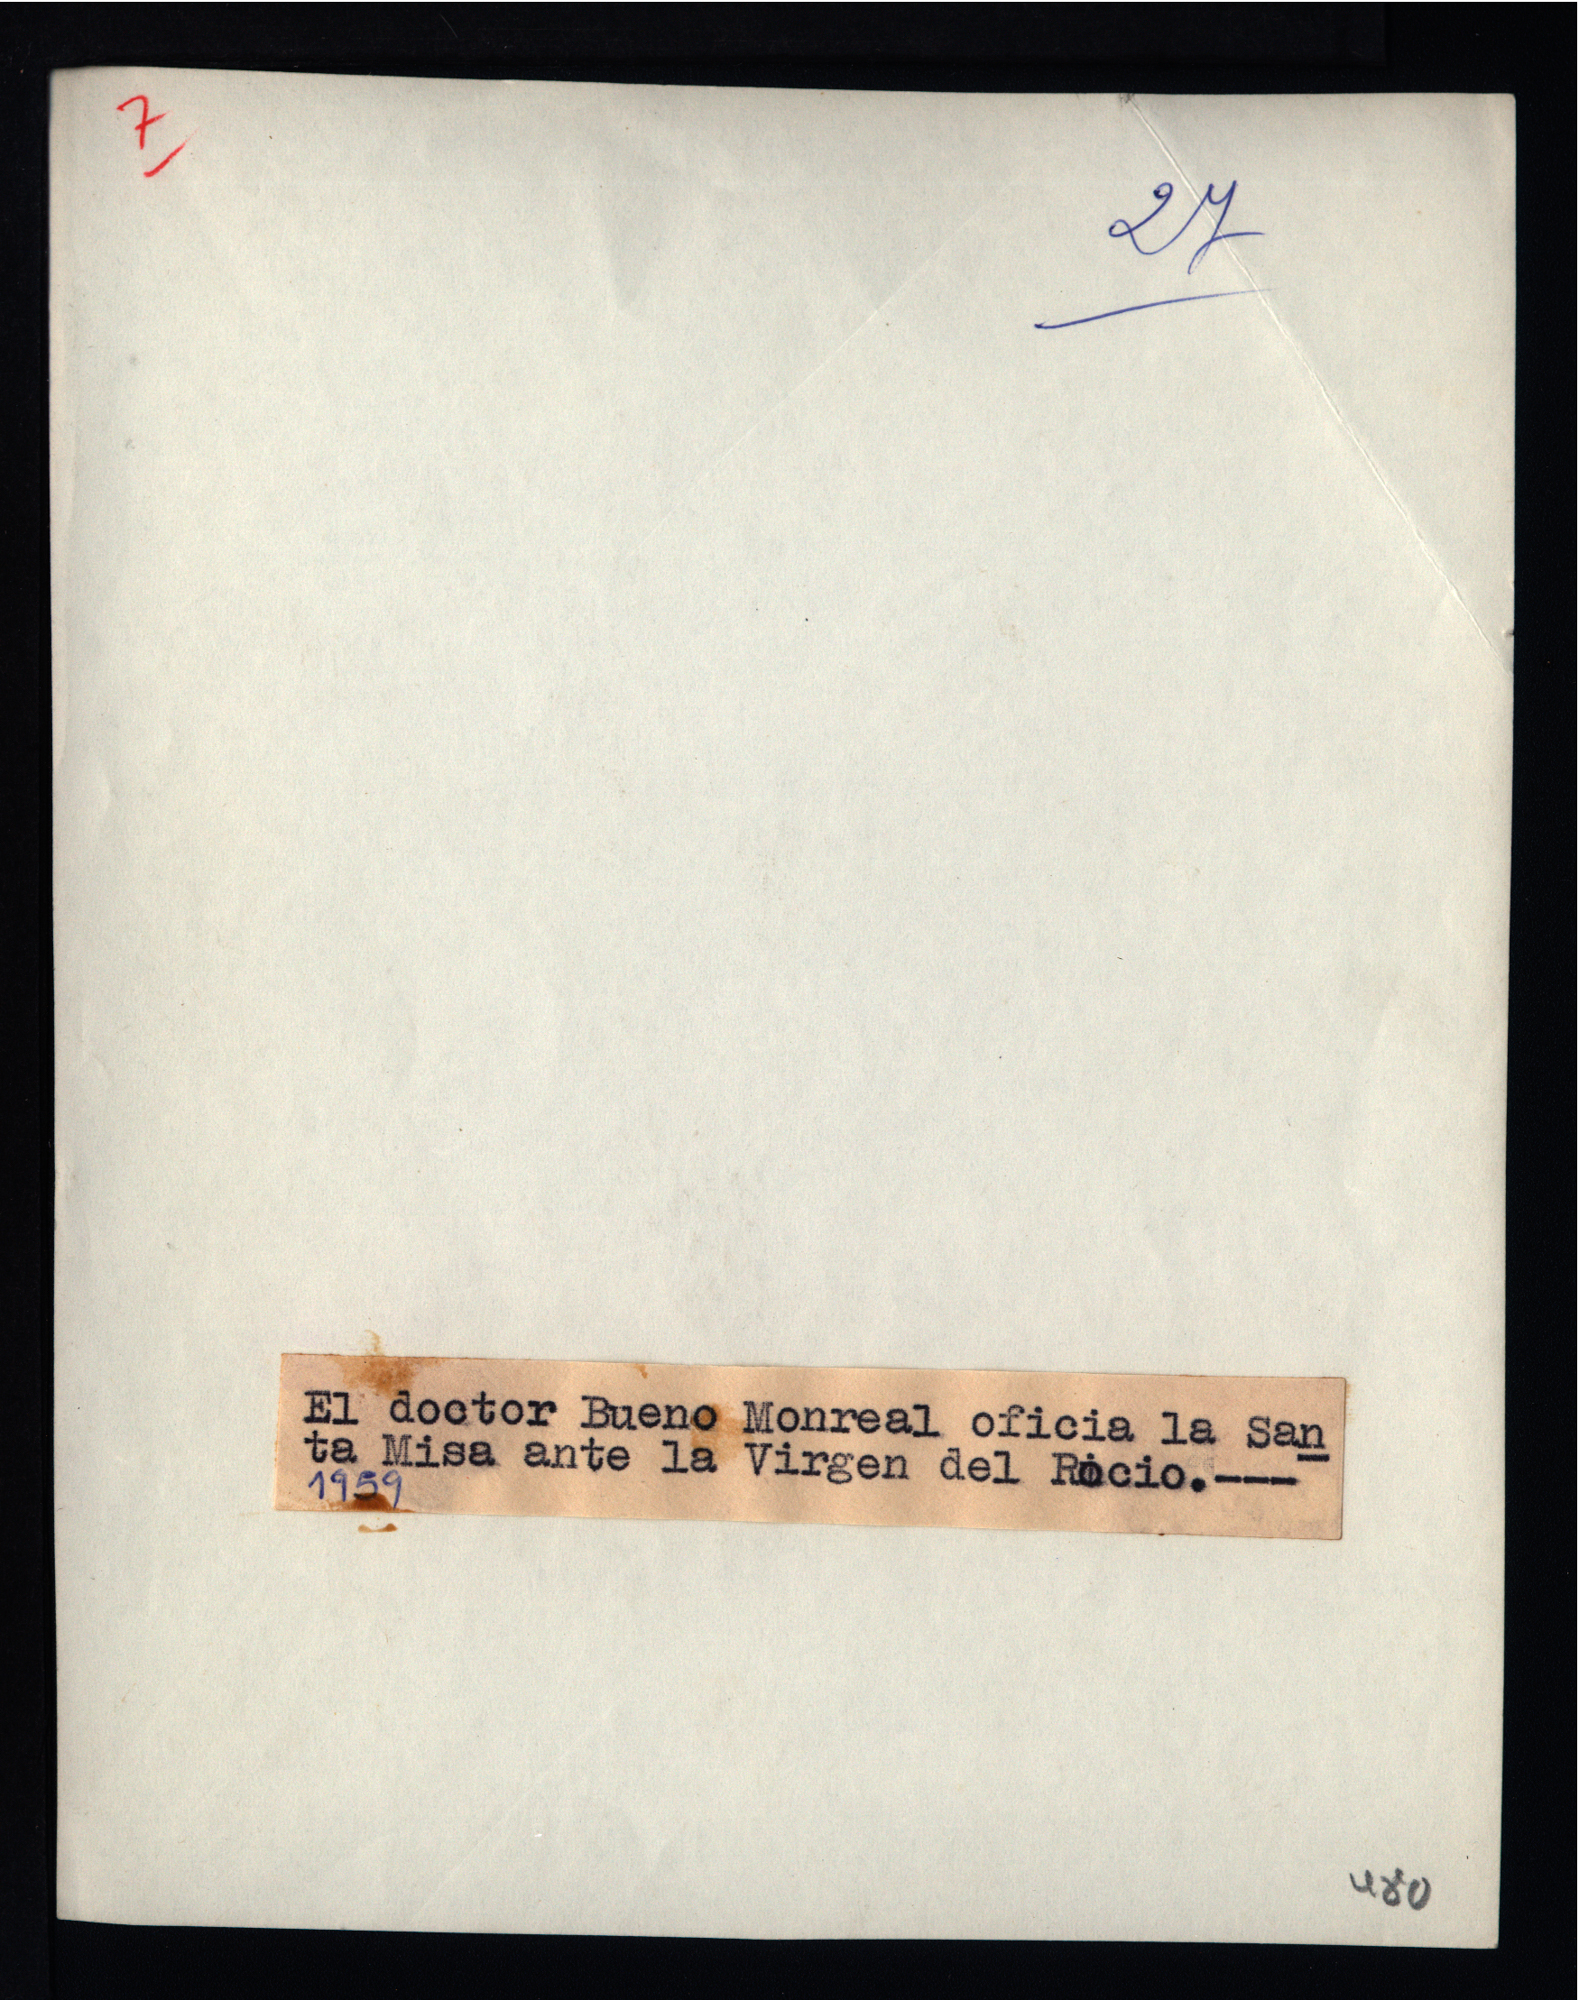 7
27
El doctor Bueno Monreal oficia la San
ta Misa ante la Virgen del Rocio.---
1959
480